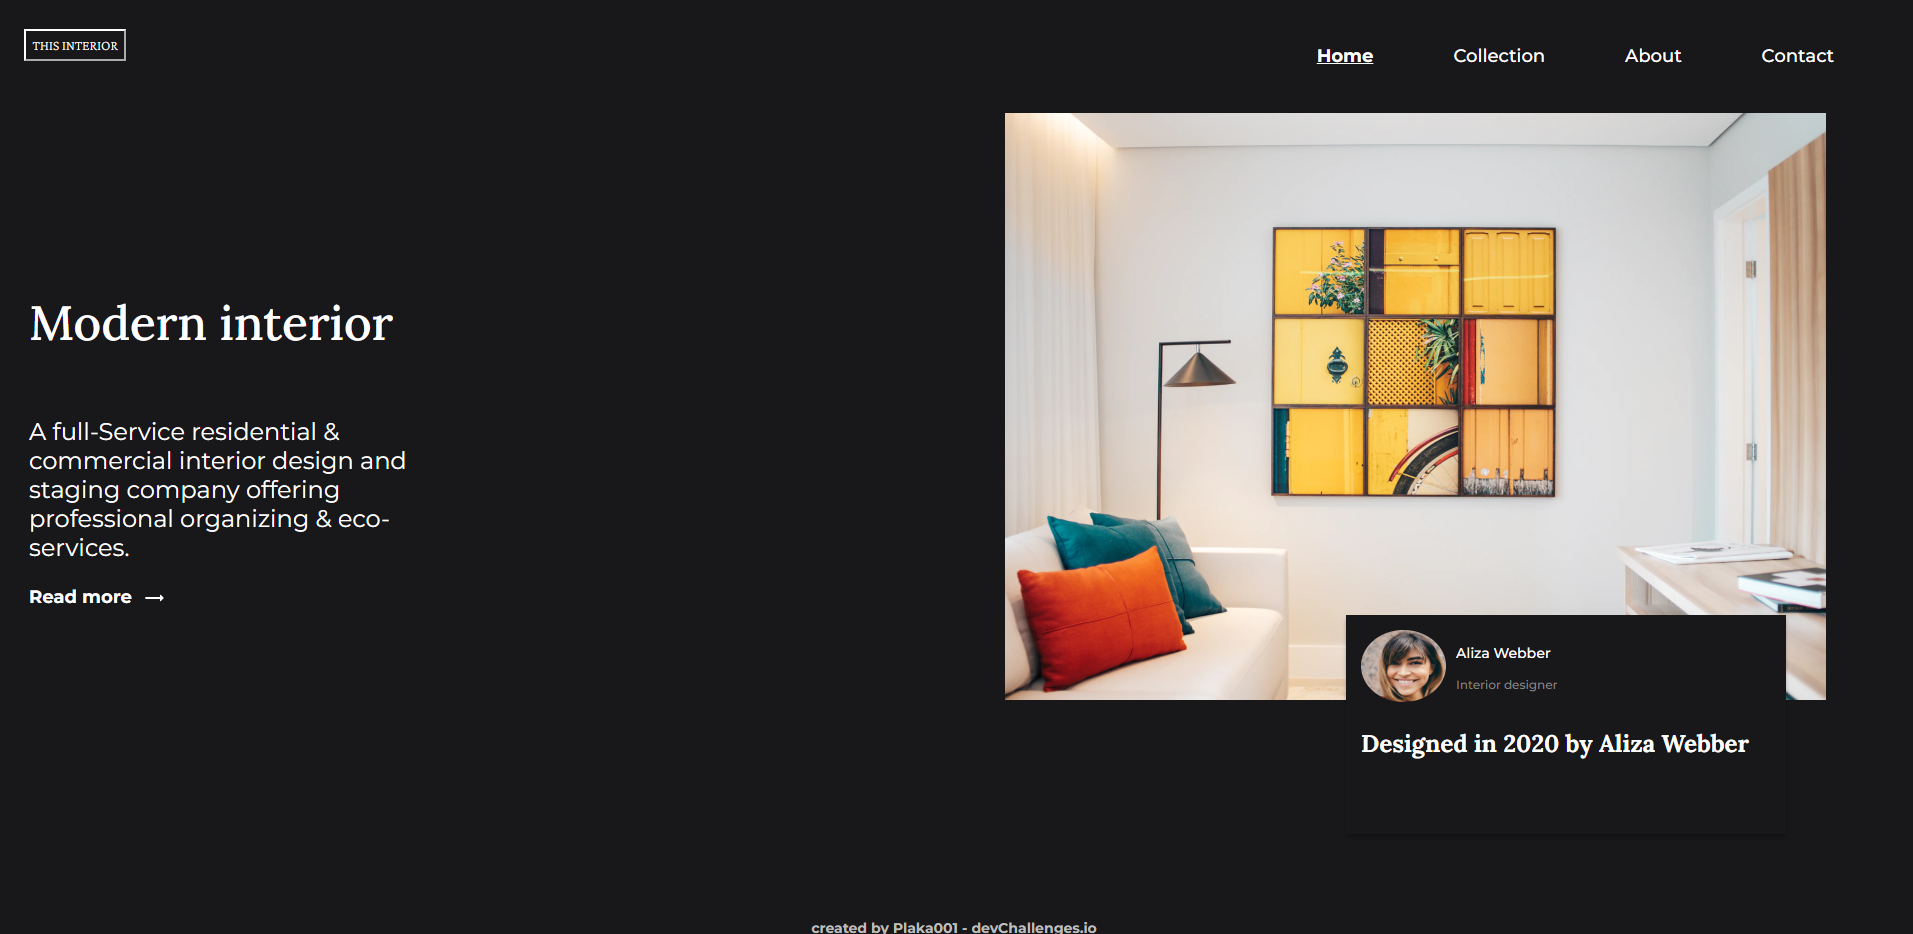 THIS INTERIOR
Home
Collection
About
Contact
Modern interior
A full-Service residential &
commercial interior design and
staging company offering
professional organizing & eco-
services.
Read more
Aliza Webber
Interior designer
Designed in 2020 by Aliza Webber
created by Plaka001 - devChallenges.io